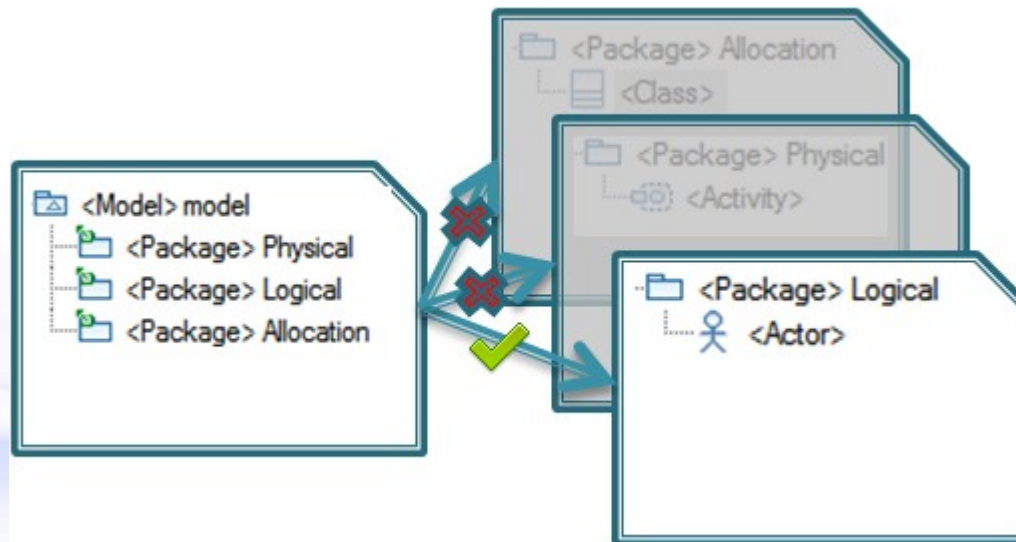 <Package> Allocation
<Class>
<Package> Physical
<Activity>
<Model> model
<Package> Physical
<Package> Logical
<Package> Allocation
<Package> Logical
<Actor>